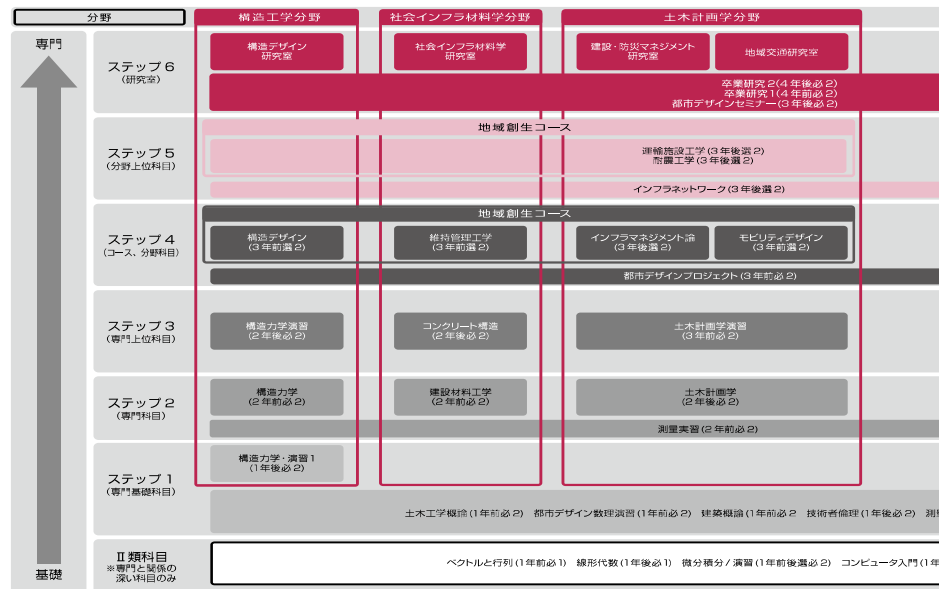 分野
構造工学分野
社会インフラ材料学分野
土木計画学分野
専門
ステップ6
(研究室)
構造デザイン
研究室
社会インフラ材料学
研究室
建設・防災マネジメント
研究室
地域交通研究室
卒業研究2(4年後必2)
卒業研究1(4年前必2)
都市デザインセミナー(3年後必2)
ステップ5
(分野上位科目)
地域創生コース
運輸施設工学(3年後選2)
耐震工学(3年後選2)
インフラネットワーク(3年後選2)
ステップ4
(コース、分野科目)
地域創生コース
構造デザイン
(3年前選2)
維持管理工学
(3年前選2)
インフラマネジメント論
(3年後選2)
モビリティデザイン
(3年前選2)
都市デザインプロジェクト(3年前必2)
ステップ3
(専門上位科目)
構造力学演習
(2年後必2)
コンクリート構造
(2年後必2)
土木計画学演習
(3年前必2)
ステップ2
(専門科目)
構造力学
(2年前必2)
建設材料工学
(2年前必2)
土木計画学
(2年後必2)
測量実習(2年前必2)
ステップ1
(専門基礎科目)
構造力学・演習1
(1年後必2)
土木工学概論(1年前必2) 都市デザイン数理演習(1年前必2) 建築概論(1年前必2 技術者倫理(1年後必2) 測
基礎
Ⅱ類科目
※専門と関係の
深い科目のみ
ベクトルと行列(1年前必1) 線形代数(1年後必1) 微分積分/演習(1年前後選必2) コンピュータ入門(1年